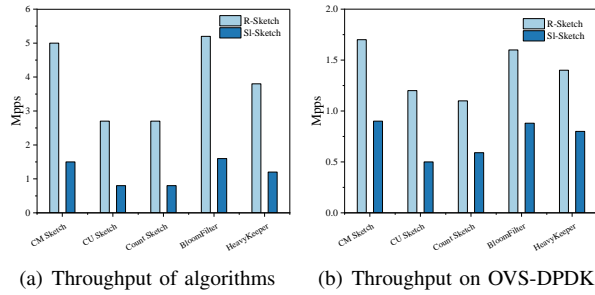 R-Sketch
Sl-Sketch
Mpps
6
5
4
3
2
1
0
CM Sketch
CU Sketch
Count Sketch
BloomFilter
HeavyKeeper
(a) Throughput of algorithms
R-Sketch
Sl-Sketch
Mpps
2.0
1.5
1.0
0.5
0.0
CM Sketch
CU Sketch
Count Sketch
BloomFilter
HeavyKeeper
(b) Throughput on OVS-DPDK